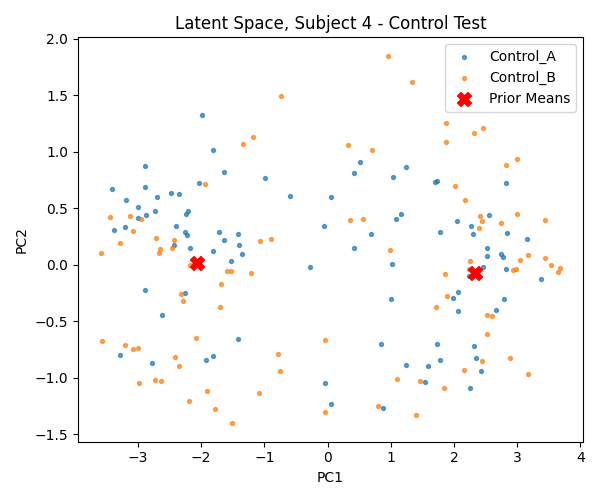 Latent Space, Subject 4 - Control Test
Control_A
Control_B
Prior Means
2.0
1.5
1.0
0.5
0.0
−0.5
−1.0
−1.5
PC2
−3
−2
−1
0
1
2
3
4
PC1